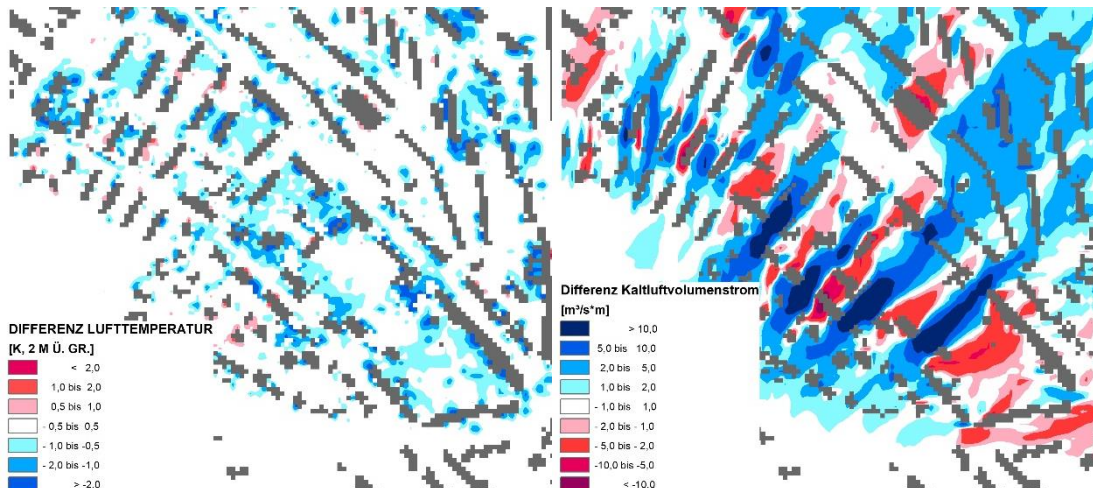 DIFFERENZ LUFTTEMPERATUR
[K, 2 M Ü. GR.]
< 2,0
1,0 bis 2,0
0,5 bis 1,0
- 0,5 bis 0,5
- 1,0 bis -0,5
- 2,0 bis -1,0
> -2.0
Differenz Kaltluftvolumenstrom
[m³/s*m]
> 10,0
5,0 bis 10,0
2,0 bis 5,0
1,0 bis 2,0
- 1,0 bis 1,0
- 2,0 bis - 1,0
-5,0 bis - 2,0
-10,0 bis -5,0
< -10,0